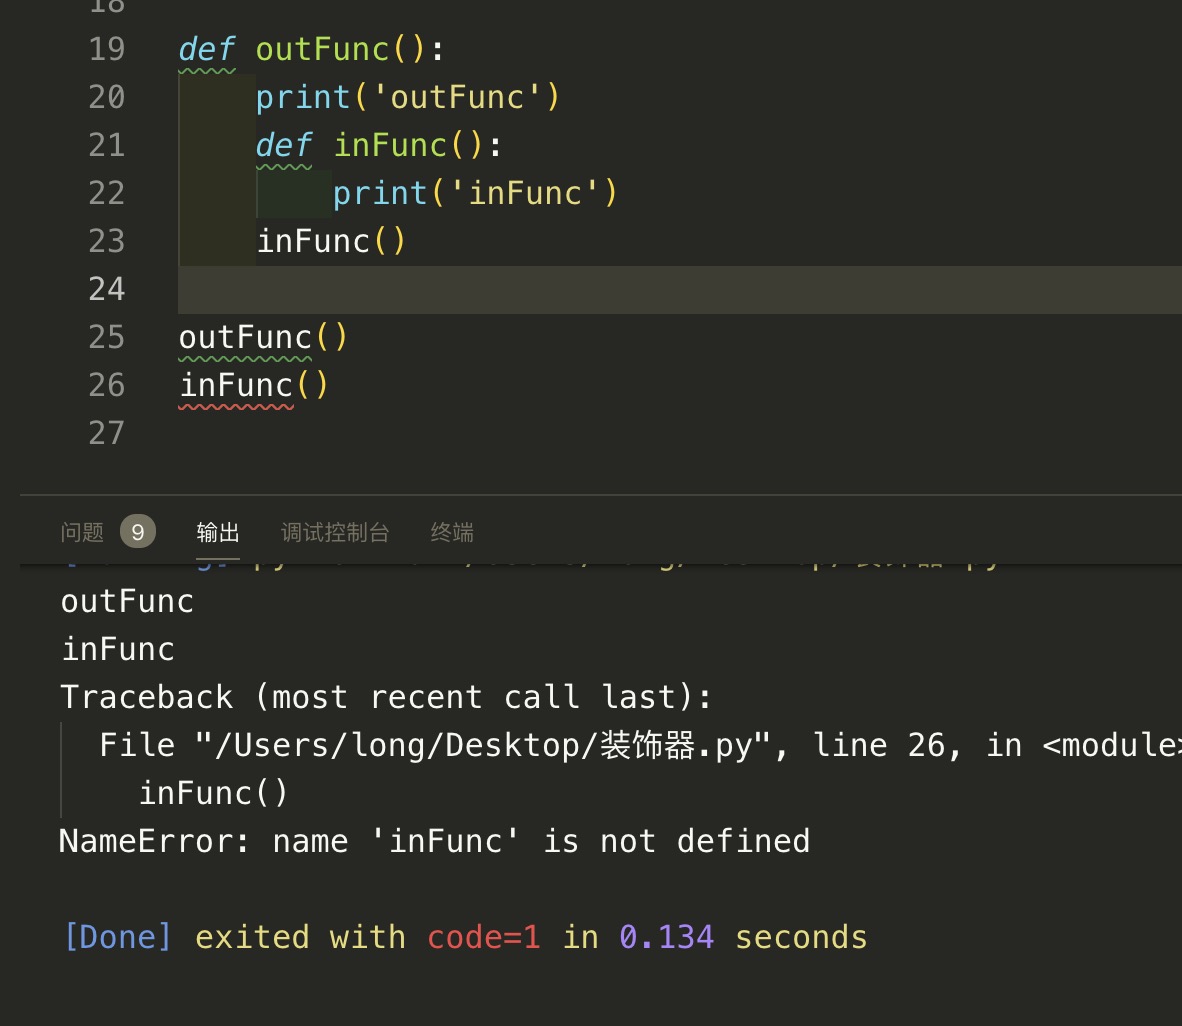 18
19 def outFunc():
20     print('outFunc')
21     def inFunc():
22         print('inFunc')
23     inFunc()
24
25 outFunc()
26 inFunc()
27
问题 9 输出 调试控制台 终端
outFunc
inFunc
Traceback (most recent call last):
  File "/Users/long/Desktop/装饰器.py", line 26, in <module>
    inFunc()
NameError: name 'inFunc' is not defined
[Done] exited with code=1 in 0.134 seconds